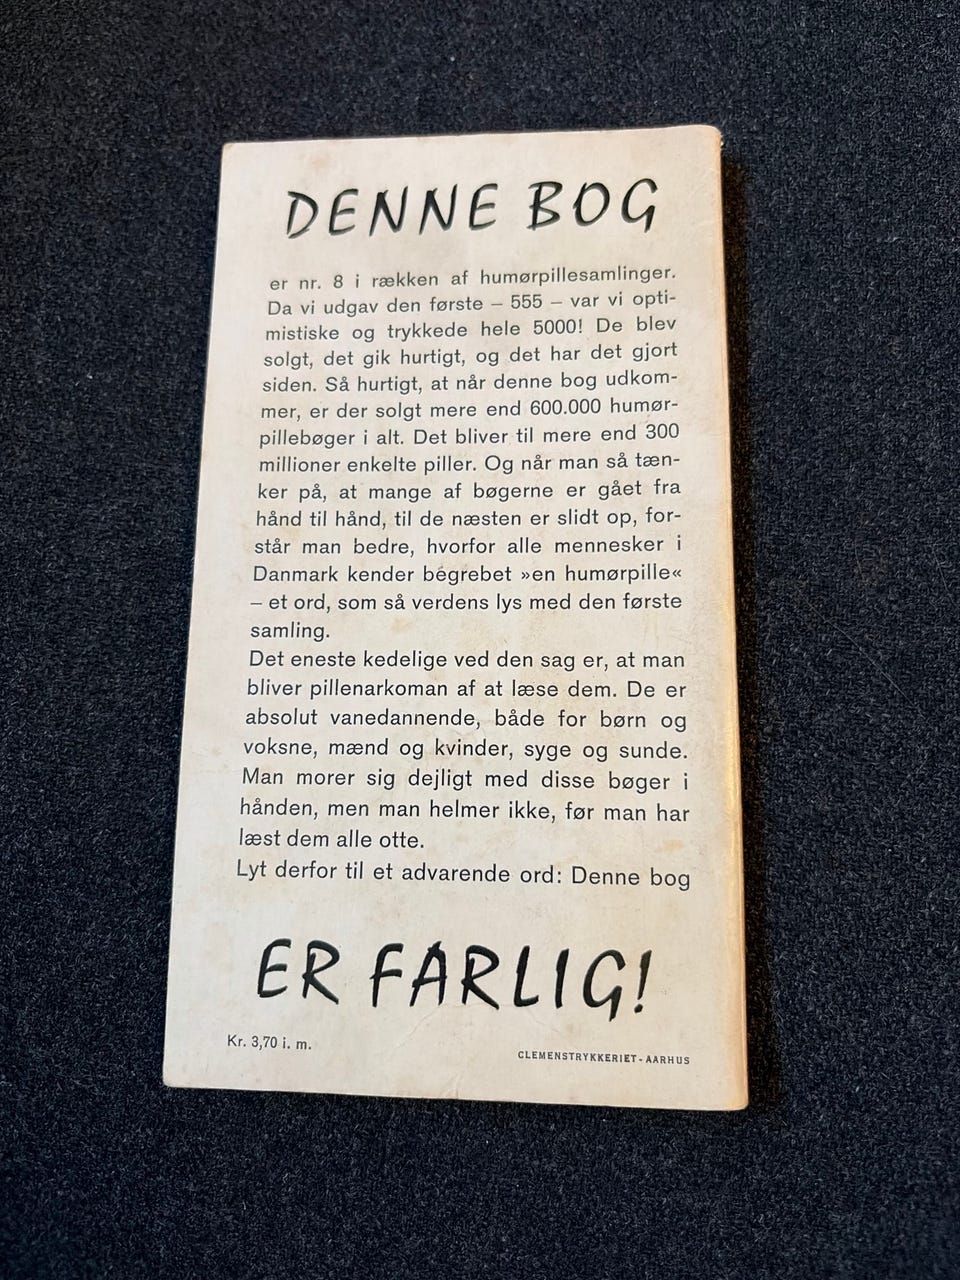 DENNE BOG
er nr. 8 i rækken af humørpillesamlinger.
Da vi udgav den første – 555 – var vi opti-
mistiske og trykkede hele 5000! De blev
solgt, det gik hurtigt, og det har det gjort
siden. Så hurtigt, at når denne bog udkom-
mer, er der solgt mere end 600.000 humør-
pillebøger i alt. Det bliver til mere end 300
millioner enkelte piller. Og når man så tæn-
ker på, at mange af bøgerne er gået fra
hånd til hånd, til de næsten er slidt op, for-
står man bedre, hvorfor alle mennesker i
Danmark kender begrebet »en humørpille«
– et ord, som så verdens lys med den første
samling.
Det eneste kedelige ved den sag er, at man
bliver pillenarkoman af at læse dem. De er
absolut vanedannende, både for børn og
voksne, mænd og kvinder, syge og sunde.
Man morer sig dejligt med disse bøger i
hånden, men man helmer ikke, før man har
læst dem alle otte.
Lyt derfor til et advarende ord: Denne bog
ER FARLIG!
Kr. 3,70 i. m.
CLEMENSTRYKKERIET - AARHUS